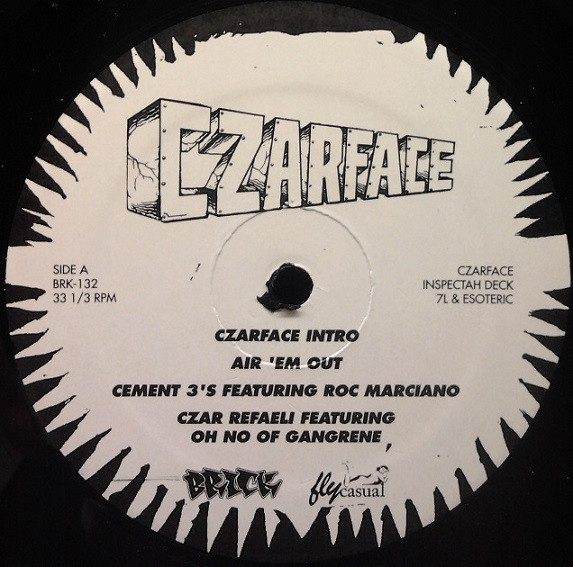 CZARFACE
SIDE A
BRK-132
33 1/3 RPM
CZARFACE
INSPECTAH DECK
7L & ESOTERIC
CZARFACE INTRO
AIR 'EM OUT
CEMENT 3'S FEATURING ROC MARCIANO
CZAR REFAELI FEATURING
OH NO OF GANGRENE
BRICK
fly casual